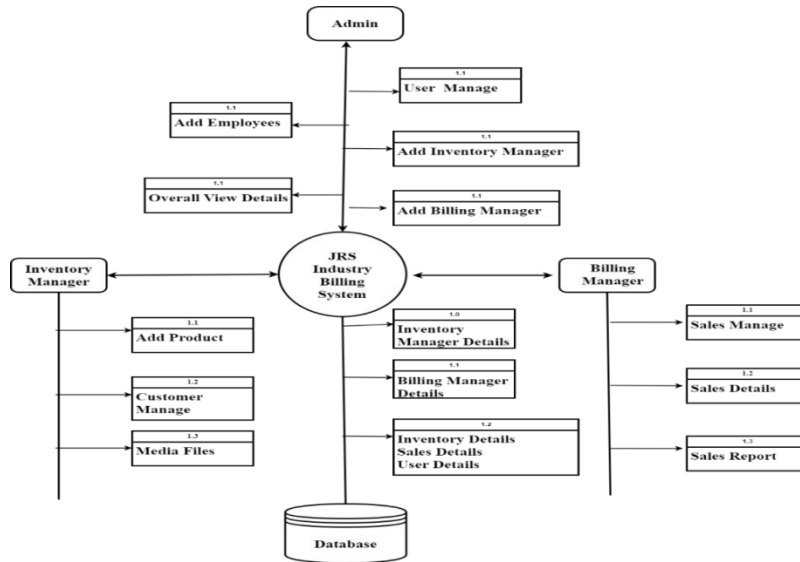 Admin
1.1
User Manage
1.1
Add Employees
1.1
Add Inventory Manager
1.1
Overall View Details
1.1
Add Billing Manager
JRS
Industry
Billing
System
Inventory
Manager
Billing
Manager
1.1
Add Product
1.2
Customer
Manage
1.3
Media Files
1.0
Inventory
Manager Details
1.1
Billing Manager
Details
1.2
Inventory Details
Sales Details
User Details
1.1
Sales Manage
1.2
Sales Details
1.3
Sales Report
Database